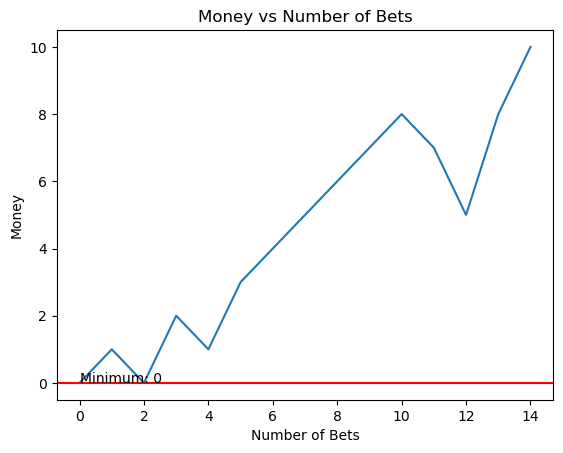 Money vs Number of Bets
10
8
6
4
2
0
Money
Minimum: 0
0 2 4 6 8 10 12 14
Number of Bets